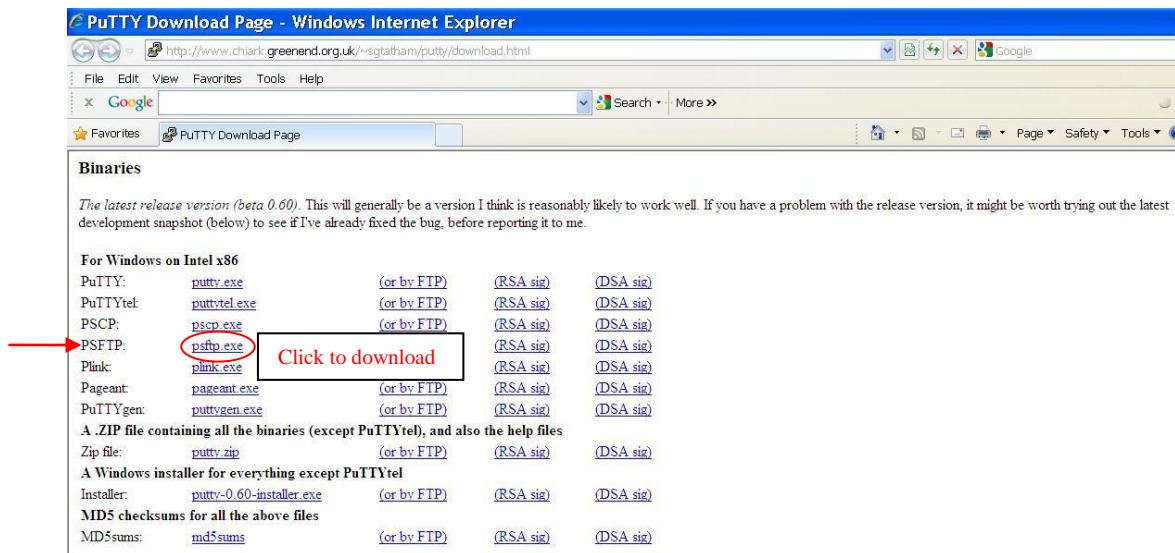 PuTTY Download Page - Windows Internet Explorer
http://www.chiark.greenend.org.uk/~sgtatham/putty/download.html Google
File Edit View Favorites Tools Help
x Google Search More >>
Favorites PuTTY Download Page Page Safety Tools
Binaries
The latest release version (beta 0.60). This will generally be a version I think is reasonably likely to work well. If you have a problem with the release version, it might be worth trying out the latest
development snapshot (below) to see if I've already fixed the bug, before reporting it to me.
For Windows on Intel x86
PuTTY: putty.exe (or by FTP) (RSA sig) (DSA sig)
PuTTYtel: puttytel.exe (or by FTP) (RSA sig) (DSA sig)
PSCP: pscp.exe (or by FTP) (RSA sig) (DSA sig)
PSFTP: psftp.exe Click to download (RSA sig) (DSA sig)
Plink: plink.exe (RSA sig) (DSA sig)
Pageant: pageant.exe (or by FTP) (RSA sig) (DSA sig)
PuTTYgen: puttygen.exe (or by FTP) (RSA sig) (DSA sig)
A .ZIP file containing all the binaries (except PuTTYtel), and also the help files
Zip file: putty.zip (or by FTP) (RSA sig) (DSA sig)
A Windows installer for everything except PuTTYtel
Installer: putty-0.60-installer.exe (or by FTP) (RSA sig) (DSA sig)
MD5 checksums for all the above files
MD5sums: md5sums (or by FTP) (RSA sig) (DSA sig)